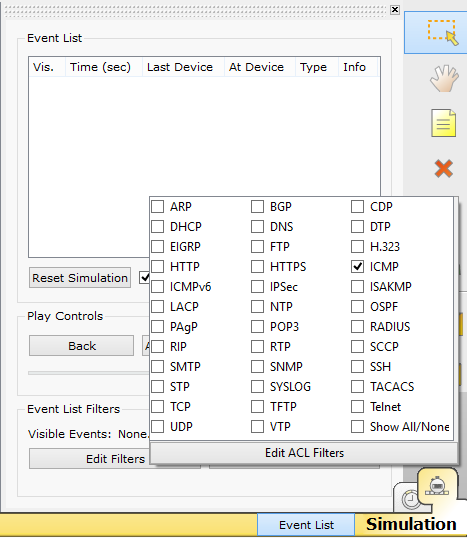 Event List
Vis. Time (sec) Last Device At Device Type Info
ARP BGP CDP
DHCP DNS DTP
EIGRP FTP H.323
HTTP HTTPS ICMP
Reset Simulation
ICMPv6 IPSec ISAKMP
LACP NTP OSPF
Play Controls
PAgP POP3 RADIUS
Back
RIP RTP SCCP
SMTP SNMP SSH
STP SYSLOG TACACS
Event List Filters
TCP TFTP Telnet
Visible Events: None.
UDP VTP Show All/None
Edit Filters
Edit ACL Filters
Event List Simulation